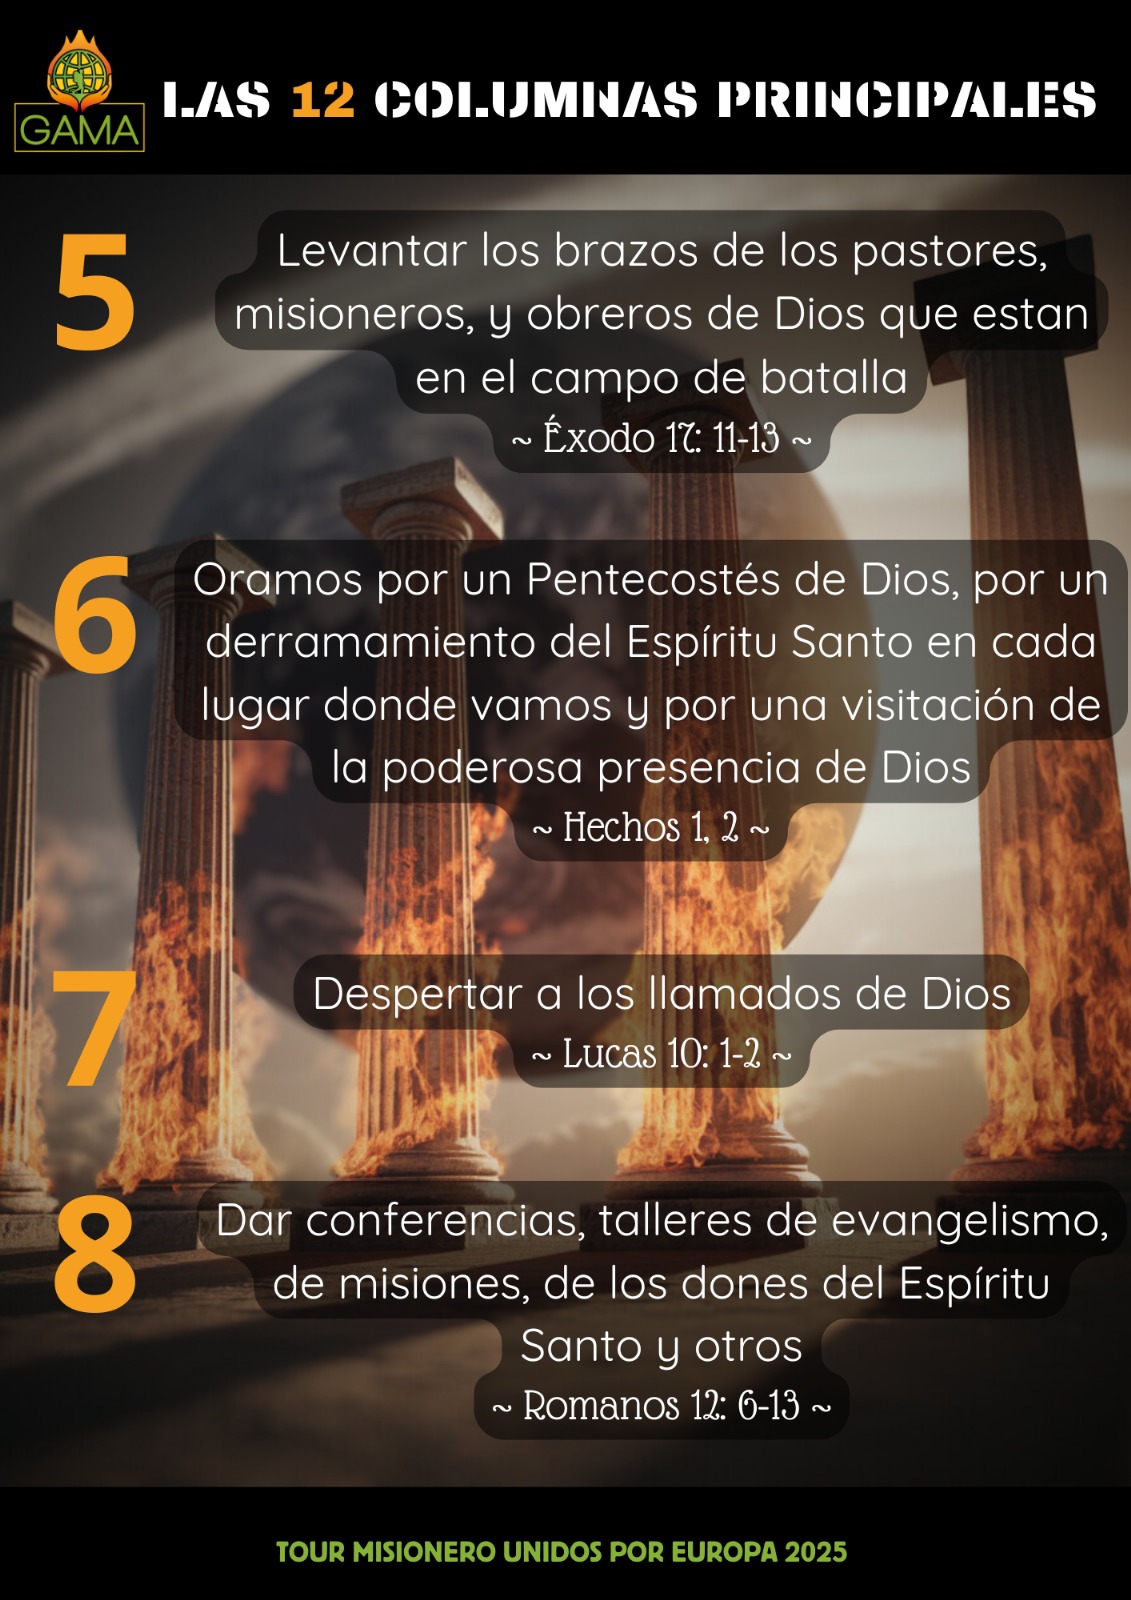 GAMA
LAS 12 COLUMNAS PRINCIPALES
5
Levantar los brazos de los pastores,
misioneros, y obreros de Dios que estan
en el campo de batalla
~ Éxodo 17: 11-13 ~
6
Oramos por un Pentecostés de Dios, por un
derramamiento del Espíritu Santo en cada
lugar donde vamos y por una visitación de
la poderosa presencia de Dios
~ Hechos 1, 2 ~
7
Despertar a los llamados de Dios
~ Lucas 10: 1-2 ~
8
Dar conferencias, talleres de evangelismo,
de misiones, de los dones del Espíritu
Santo y otros
~ Romanos 12: 6-13 ~
TOUR MISIONERO UNIDOS POR EUROPA 2025